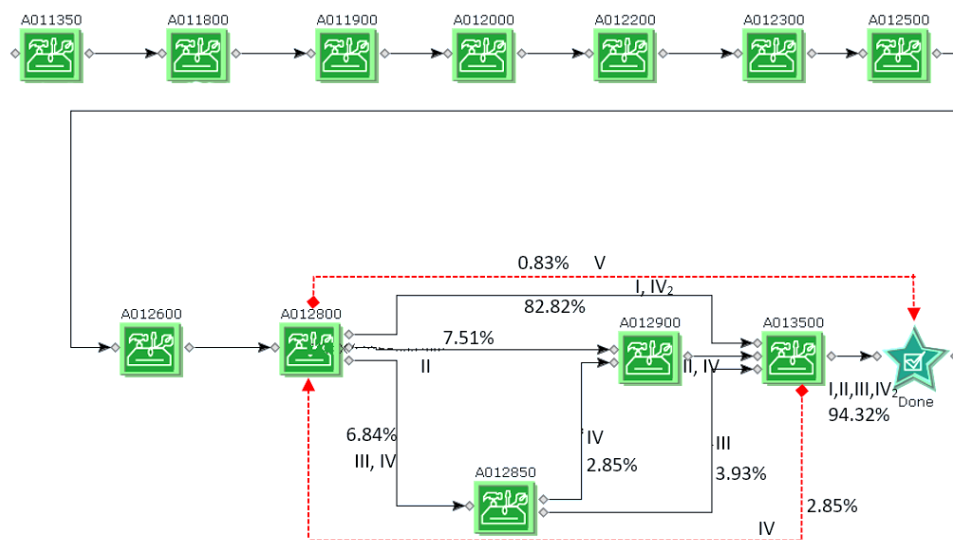 A011350 A011800 A011900 A012000 A012200 A012300 A012500
0.83% V
I, IV₂
82.82%
A012600 A012800 A012900 A013500
7.51%
II
II, IV
I,II,III,IV₂
Done
94.32%
6.84%
III, IV
IV
2.85%
III
3.93%
A012850
2.85%
IV